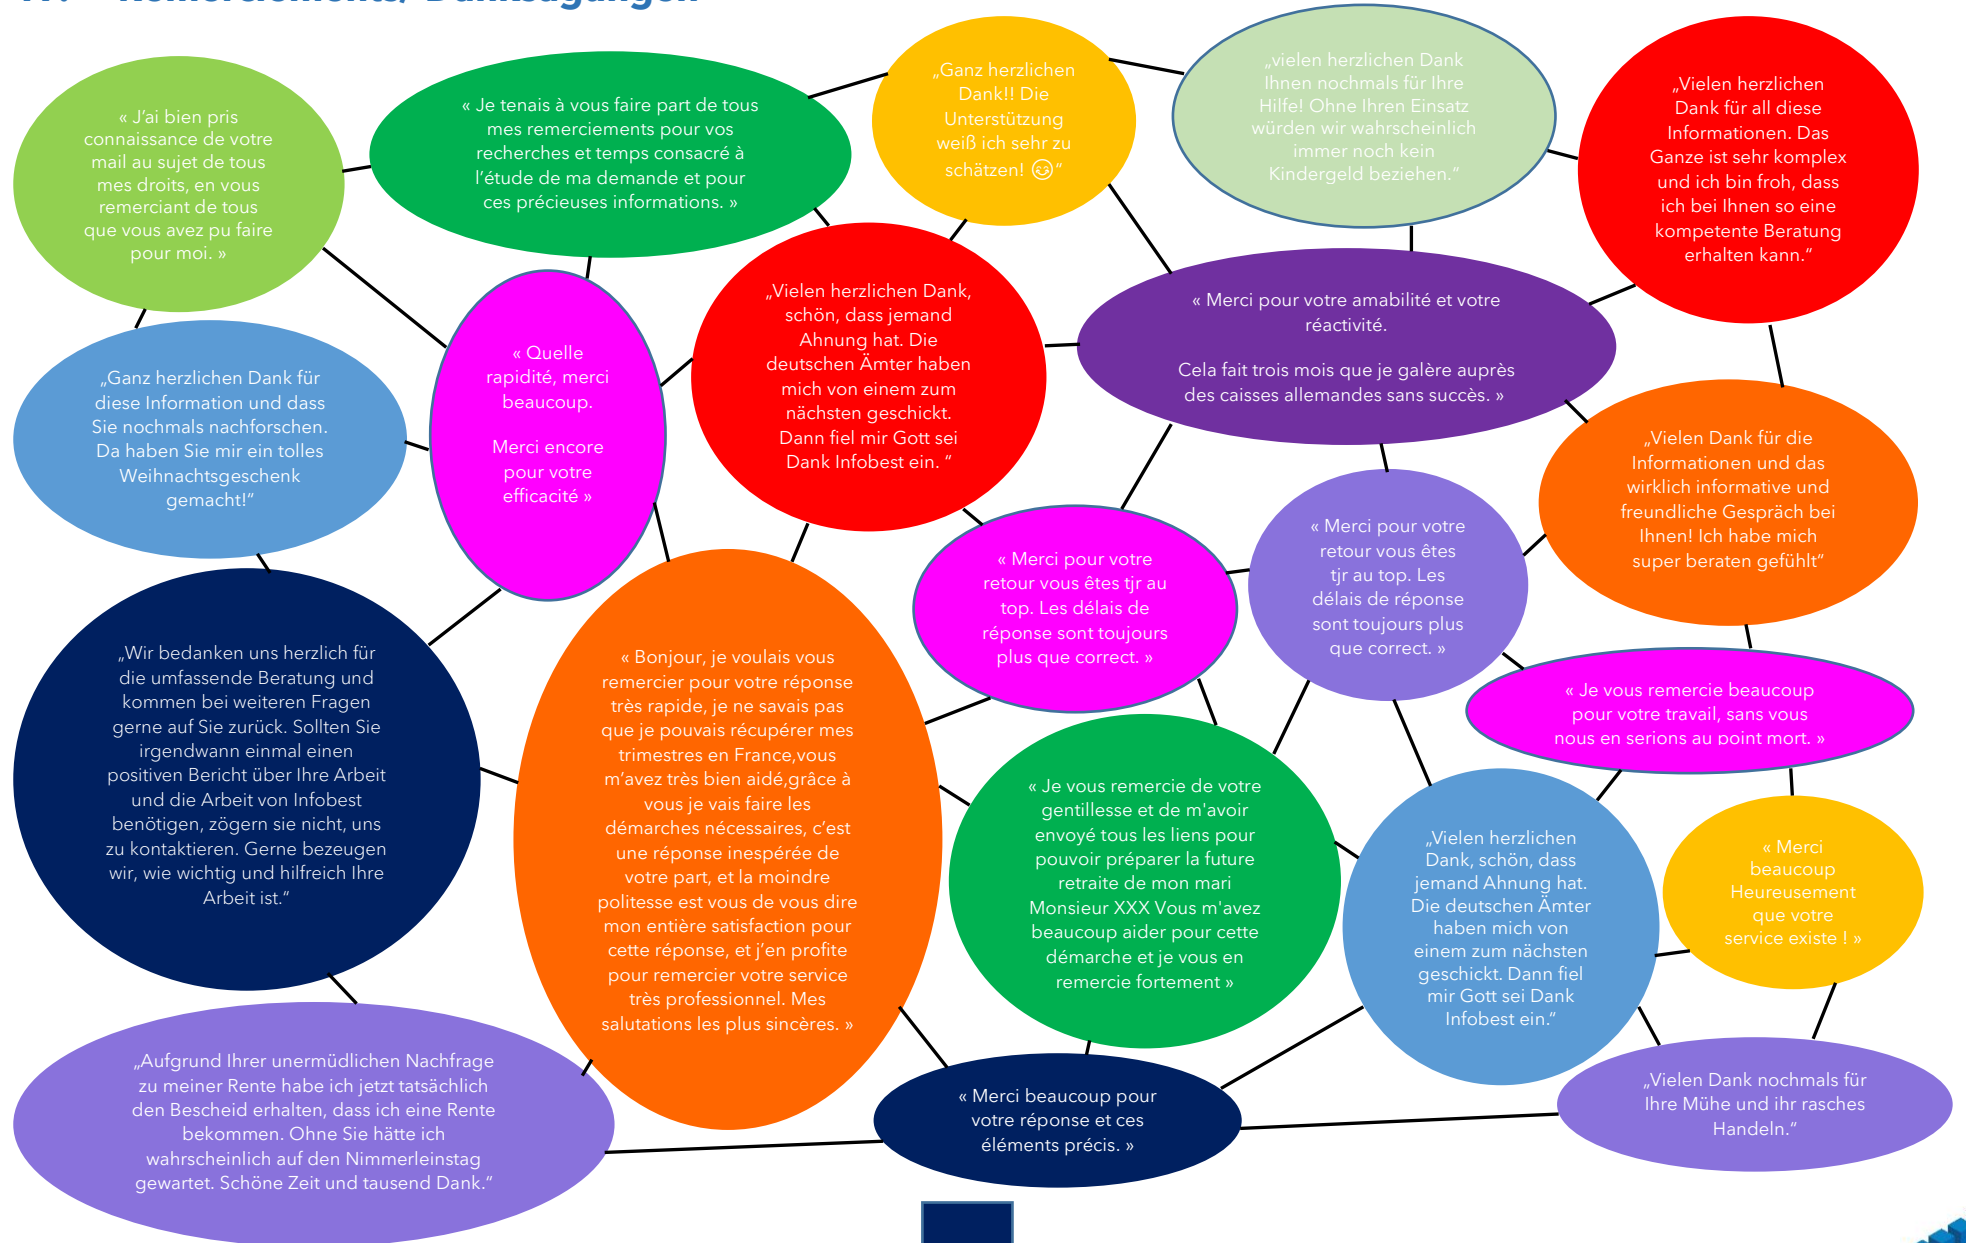 Remerciements/ Danksagungen
« J'ai bien pris
connaissance de votre
mail au sujet de tous
mes droits, en vous
remerciant de tous
que vous avez pu faire
pour moi. »
« Je tenais à vous faire part de tous
mes remerciements pour vos
recherches et temps consacré à
l'étude de ma demande et pour
ces précieuses informations. »
„Ganz herzlichen
Dank!! Die
Unterstützung
weiß ich sehr zu
schätzen! 😊“
„vielen herzlichen Dank
Ihnen nochmals für Ihre
Hilfe! Ohne Ihren Einsatz
würden wir wahrscheinlich
immer noch kein
Kindergeld beziehen.“
„Vielen herzlichen
Dank für all diese
Informationen. Das
Ganze ist sehr komplex
und ich bin froh, dass
ich bei Ihnen so eine
kompetente Beratung
erhalten kann.“
„Ganz herzlichen Dank für
diese Information und dass
Sie nochmals nachforschen.
Da haben Sie mir ein tolles
Weihnachtsgeschenk
gemacht!“
« Quelle
rapidité, merci
beaucoup.
Merci encore
pour votre
efficacité »
„Vielen herzlichen Dank,
schön, dass jemand
Ahnung hat. Die
deutschen Ämter haben
mich von einem zum
nächsten geschickt.
Dann fiel mir Gott sei
Dank Infobest ein. “
« Merci pour votre amabilité et votre
réactivité.
Cela fait trois mois que je galère auprès
des caisses allemandes sans succès. »
„Vielen Dank für die
Informationen und das
wirklich informative und
freundliche Gespräch bei
Ihnen! Ich habe mich
super beraten gefühlt“
« Merci pour votre
retour vous êtes tjr au
top. Les délais de
réponse sont toujours
plus que correct. »
« Merci pour votre
retour vous êtes
tjr au top. Les
délais de réponse
sont toujours plus
que correct. »
„Wir bedanken uns herzlich für
die umfassende Beratung und
kommen bei weiteren Fragen
gerne auf Sie zurück. Sollten Sie
irgendwann einmal einen
positiven Bericht über Ihre Arbeit
und die Arbeit von Infobest
benötigen, zögern sie nicht, uns
zu kontaktieren. Gerne bezeugen
wir, wie wichtig und hilfreich Ihre
Arbeit ist.“
« Bonjour, je voulais vous
remercier pour votre réponse
très rapide, je ne savais pas
que je pouvais récupérer mes
trimestres en France,vous
m'avez très bien aidé,grâce à
vous je vais faire les
démarches nécessaires, c'est
une réponse inespérée de
votre part, et la moindre
politesse est vous de vous dire
mon entière satisfaction pour
cette réponse, et j'en profite
pour remercier votre service
très professionnel. Mes
salutations les plus sincères. »
« Je vous remercie beaucoup
pour votre travail, sans vous
nous en serions au point mort. »
« Je vous remercie de votre
gentillesse et de m'avoir
envoyé tous les liens pour
pouvoir préparer la future
retraite de mon mari
Monsieur XXX Vous m'avez
beaucoup aider pour cette
démarche et je vous en
remercie fortement »
„Vielen herzlichen
Dank, schön, dass
jemand Ahnung hat.
Die deutschen Ämter
haben mich von
einem zum nächsten
geschickt. Dann fiel
mir Gott sei Dank
Infobest ein.“
« Merci
beaucoup
Heureusement
que votre
service existe ! »
„Aufgrund Ihrer unermüdlichen Nachfrage
zu meiner Rente habe ich jetzt tatsächlich
den Bescheid erhalten, dass ich eine Rente
bekommen. Ohne Sie hätte ich
wahrscheinlich auf den Nimmerleinstag
gewartet. Schöne Zeit und tausend Dank.“
« Merci beaucoup pour
votre réponse et ces
éléments précis. »
„Vielen Dank nochmals für
Ihre Mühe und ihr rasches
Handeln.“